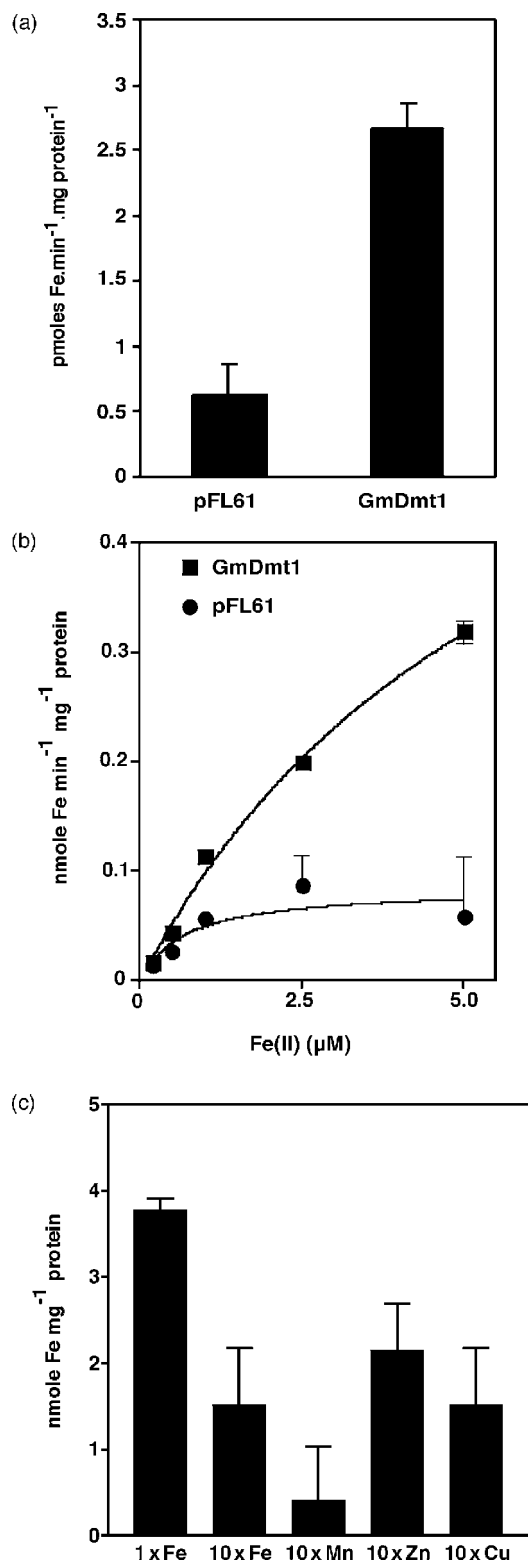 (a)
pmoles Fe.min⁻¹.mg protein⁻¹
3.5
3
2.5
2
1.5
1
0.5
0
pFL61 GmDmt1
(b)
nmole Fe min⁻¹ mg⁻¹ protein
GmDmt1
pFL61
0.4
0.3
0.2
0.1
0
0 2.5 5.0
Fe(II) (µM)
(c)
nmole Fe mg⁻¹ protein
5
4
3
2
1
0
1 x Fe 10 x Fe 10 x Mn 10 x Zn 10 x Cu